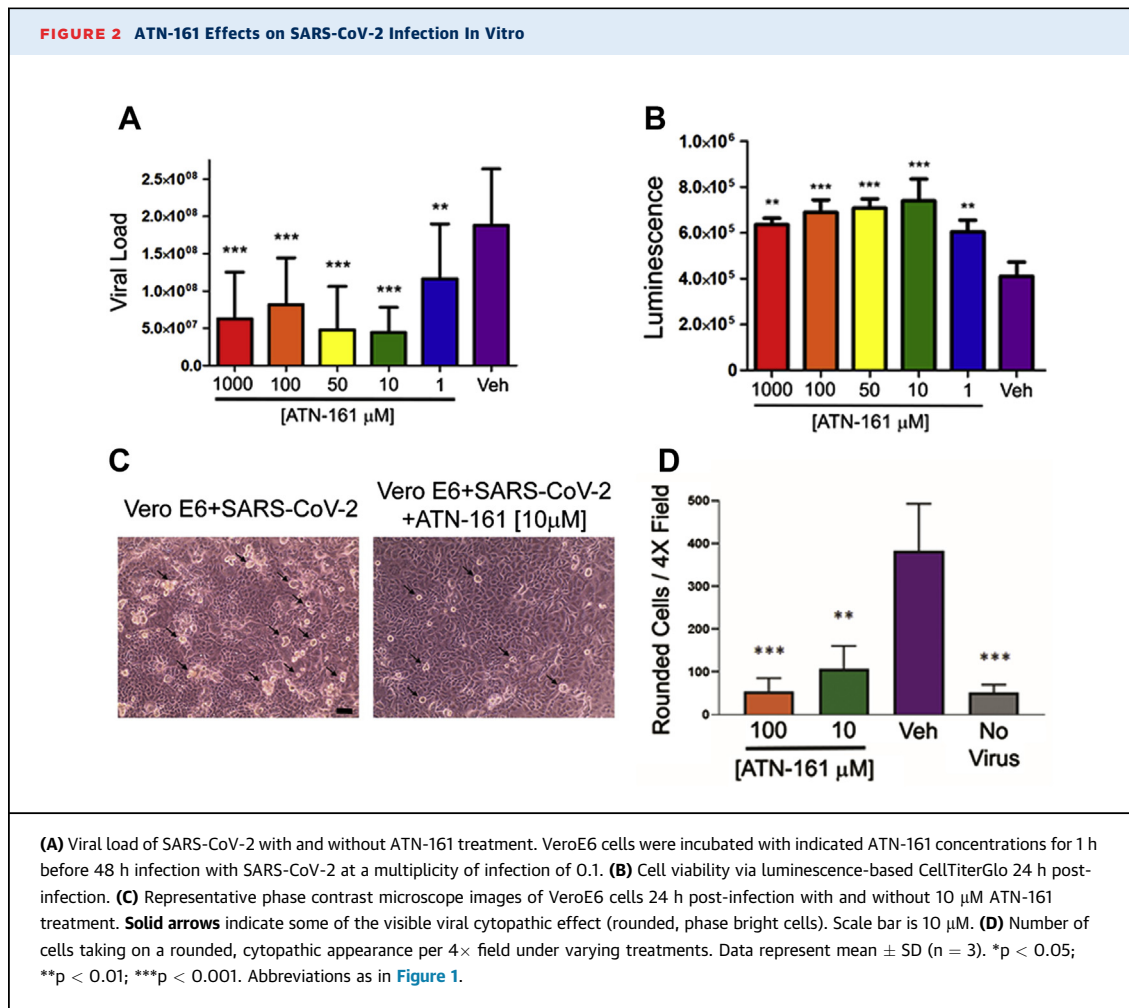 FIGURE 2 ATN-161 Effects on SARS-CoV-2 Infection In Vitro
A
Viral Load
2.5×10⁰⁸
2.0×10⁰⁸
1.5×10⁰⁸
1.0×10⁰⁸
5.0×10⁰⁷
0.0
***
***
***
***
**
1000 100 50 10 1 Veh
[ATN-161 μM]
B
Luminescence
1.0×10⁶
8.0×10⁵
6.0×10⁵
4.0×10⁵
2.0×10⁵
0
**
***
***
***
**
1000 100 50 10 1 Veh
[ATN-161 μM]
C
Vero E6+SARS-CoV-2
Vero E6+SARS-CoV-2
+ATN-161 [10μM]
D
Rounded Cells / 4X Field
500
400
300
200
100
0
***
**
***
100 10 Veh No
Virus
[ATN-161 μM]
(A) Viral load of SARS-CoV-2 with and without ATN-161 treatment. VeroE6 cells were incubated with indicated ATN-161 concentrations for 1 h
before 48 h infection with SARS-CoV-2 at a multiplicity of infection of 0.1. (B) Cell viability via luminescence-based CellTiterGlo 24 h post-
infection. (C) Representative phase contrast microscope images of VeroE6 cells 24 h post-infection with and without 10 μM ATN-161
treatment. Solid arrows indicate some of the visible viral cytopathic effect (rounded, phase bright cells). Scale bar is 10 μM. (D) Number of
cells taking on a rounded, cytopathic appearance per 4× field under varying treatments. Data represent mean ± SD (n = 3). *p < 0.05;
**p < 0.01; ***p < 0.001. Abbreviations as in Figure 1.